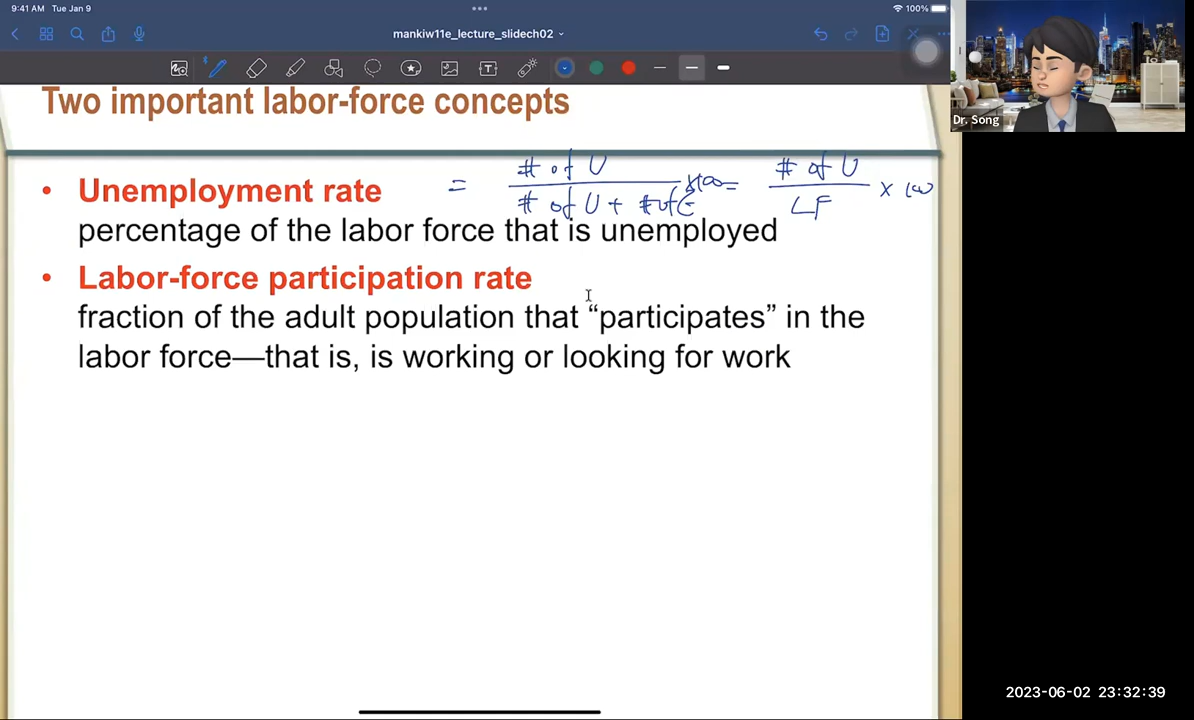 9:41 AM Tue Jan 9
100%
mankiw11e_lecture_slidech02
Two important labor-force concepts
• Unemployment rate = # of U / # of U + # of E × 100 = # of U / LF × 100
percentage of the labor force that is unemployed
• Labor-force participation rate
fraction of the adult population that “participates” in the
labor force—that is, is working or looking for work
Dr. Song
2023-06-02 23:32:39